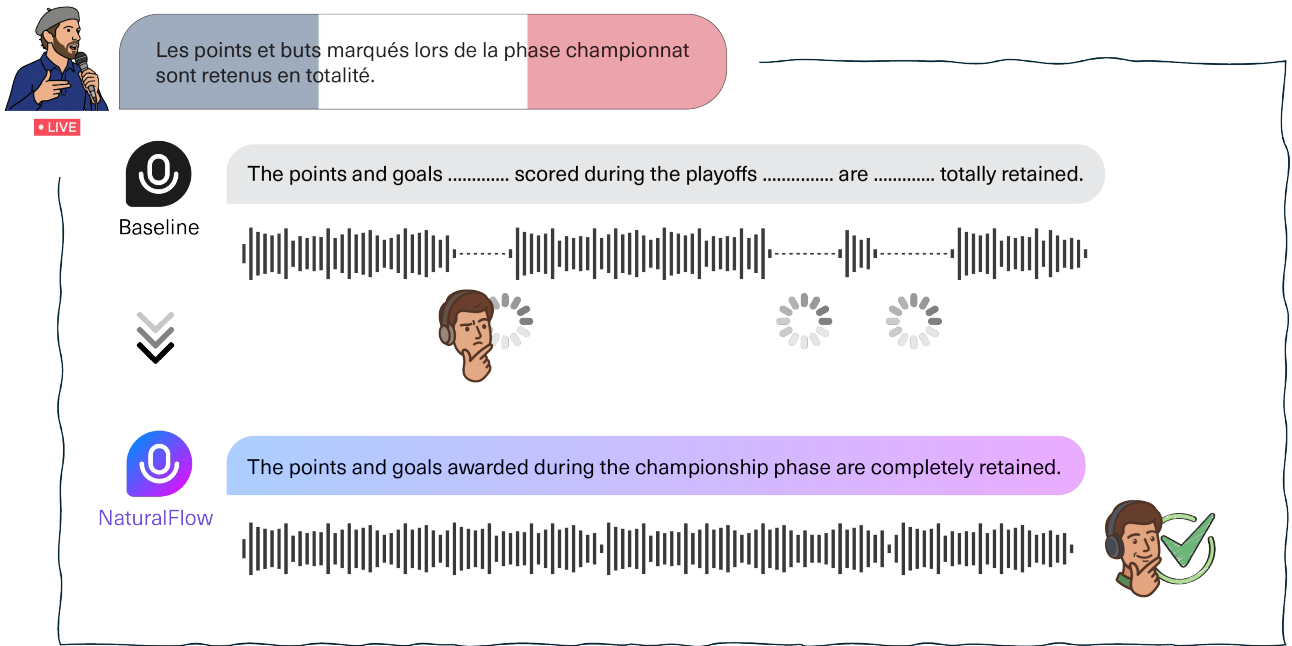 Les points et buts marqués lors de la phase championnat
sont retenus en totalité.
• LIVE
The points and goals ............. scored during the playoffs ............... are ............. totally retained.
Baseline
The points and goals awarded during the championship phase are completely retained.
NaturalFlow